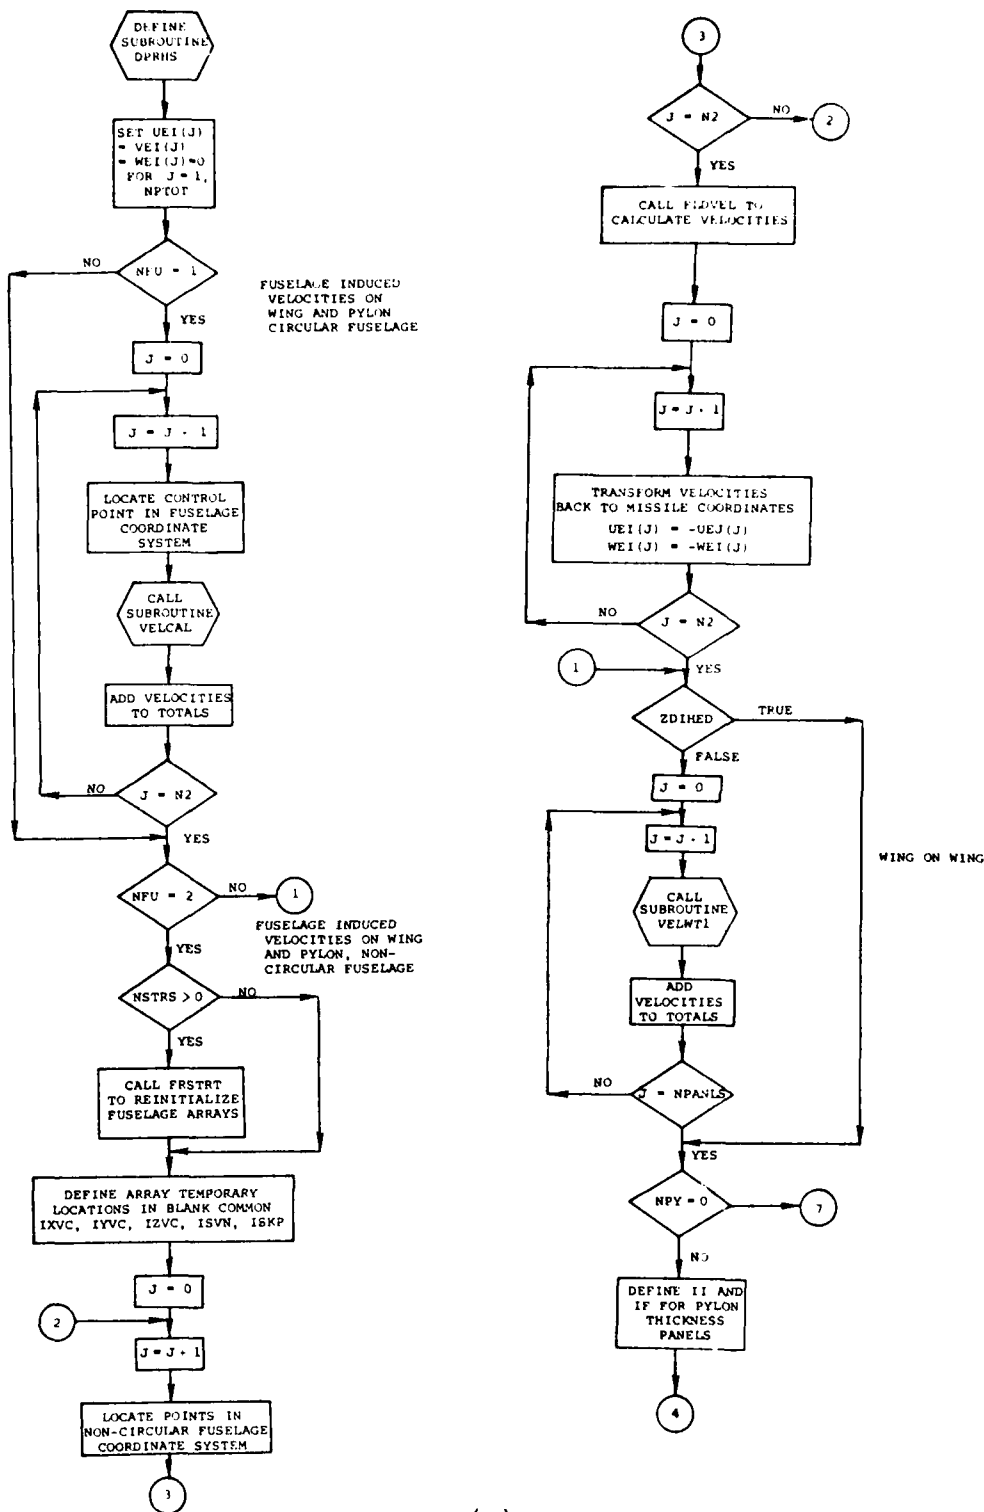 DEFINE
SUBROUTINE
DPRHS
SET UEI(J)
= VEI(J)
= WEI(J)=0
FOR J = 1,
NPTOT
NO
NFU = 1
FUSELAGE INDUCED
VELOCITIES ON
WING AND PYLON
CIRCULAR FUSELAGE
YES
J = 0
J = J + 1
LOCATE CONTROL
POINT IN FUSELAGE
COORDINATE
SYSTEM
CALL
SUBROUTINE
VELCAL
ADD VELOCITIES
TO TOTALS
NO
J = N2
YES
NFU = 2
NO
1
FUSELAGE INDUCED
VELOCITIES ON WING
AND PYLON, NON-
CIRCULAR FUSELAGE
YES
NSTRS > 0
NO
YES
CALL FRSTRT
TO REINITIALIZE
FUSELAGE ARRAYS
DEFINE ARRAY TEMPORARY
LOCATIONS IN BLANK COMMON
IXVC, IYVC, IZVC, ISVN, ISKP
J = 0
2
J = J + 1
LOCATE POINTS IN
NON-CIRCULAR FUSELAGE
COORDINATE SYSTEM
3
3
J = N2
NO
2
YES
CALL FLDVEL TO
CALCULATE VELOCITIES
J = 0
J = J + 1
TRANSFORM VELOCITIES
BACK TO MISSILE COORDINATES
UEI(J) = -UEJ(J)
WEI(J) = -WEI(J)
NO
J = N2
1
YES
ZDIHED
TRUE
FALSE
J = 0
J = J + 1
WING ON WING
CALL
SUBROUTINE
VELWT1
ADD
VELOCITIES
TO TOTALS
NO
J = NPANLS
YES
NPY = 0
7
NO
DEFINE II AND
IF FOR PYLON
THICKNESS
PANELS
4